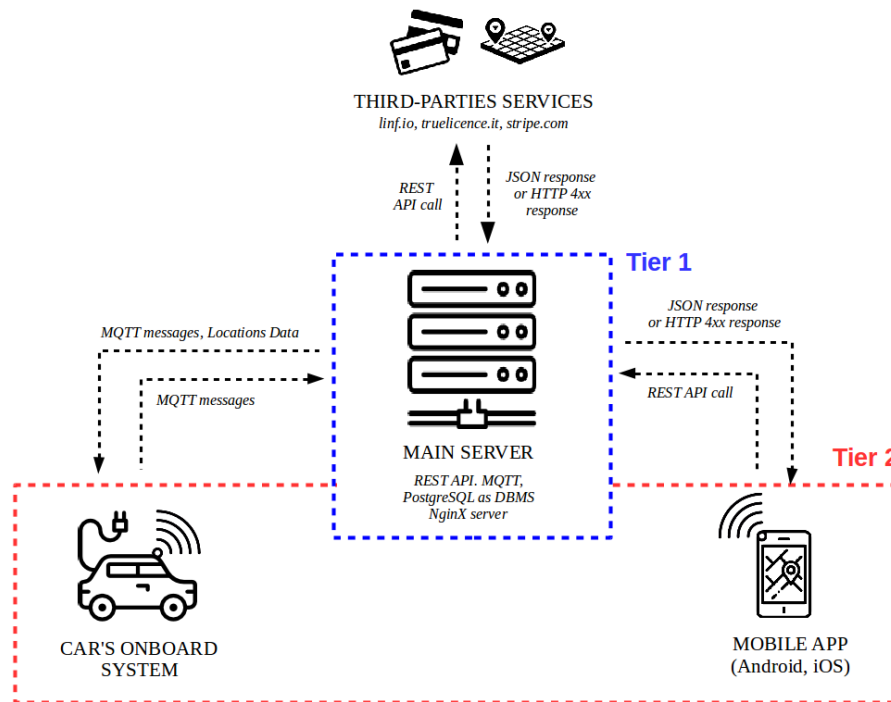 THIRD-PARTIES SERVICES
linf.io, truelicence.it, stripe.com
REST
API call
JSON response
or HTTP 4xx
response
Tier 1
MQTT messages, Locations Data
MQTT messages
JSON response
or HTTP 4xx response
REST API call
MAIN SERVER
REST API. MQTT,
PostgreSQL as DBMS
NginX server
Tier 2
CAR'S ONBOARD
SYSTEM
MOBILE APP
(Android, iOS)